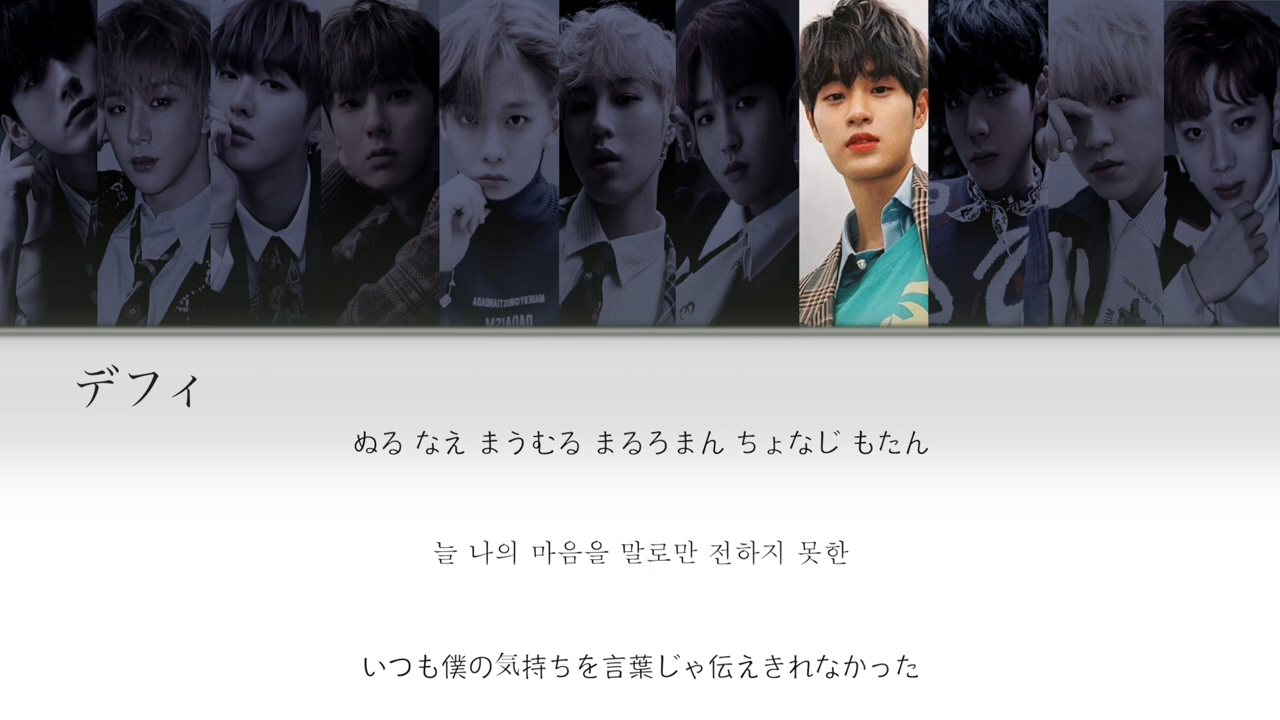 デフィ
ぬる なえ まうむる まるろまん ちょなじ もたん
늘 나의 마음을 말로만 전하지 못한
いつも僕の気持ちを言葉じゃ伝えきれなかった